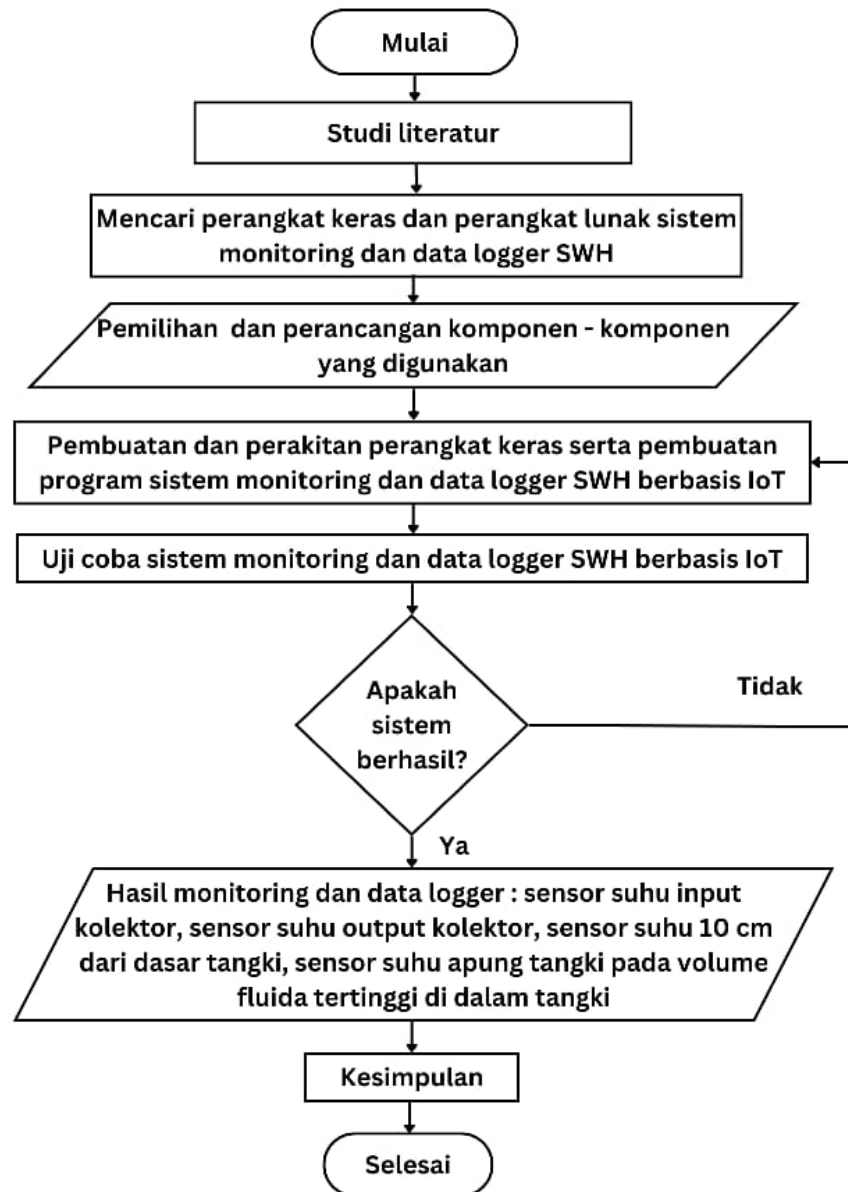 Mulai
Studi literatur
Mencari perangkat keras dan perangkat lunak sistem
monitoring dan data logger SWH
Pemilihan dan perancangan komponen - komponen
yang digunakan
Pembuatan dan perakitan perangkat keras serta pembuatan
program sistem monitoring dan data logger SWH berbasis IoT
Uji coba sistem monitoring dan data logger SWH berbasis IoT
Apakah
sistem
berhasil?
Tidak
Ya
Hasil monitoring dan data logger : sensor suhu input
kolektor, sensor suhu output kolektor, sensor suhu 10 cm
dari dasar tangki, sensor suhu apung tangki pada volume
fluida tertinggi di dalam tangki
Kesimpulan
Selesai